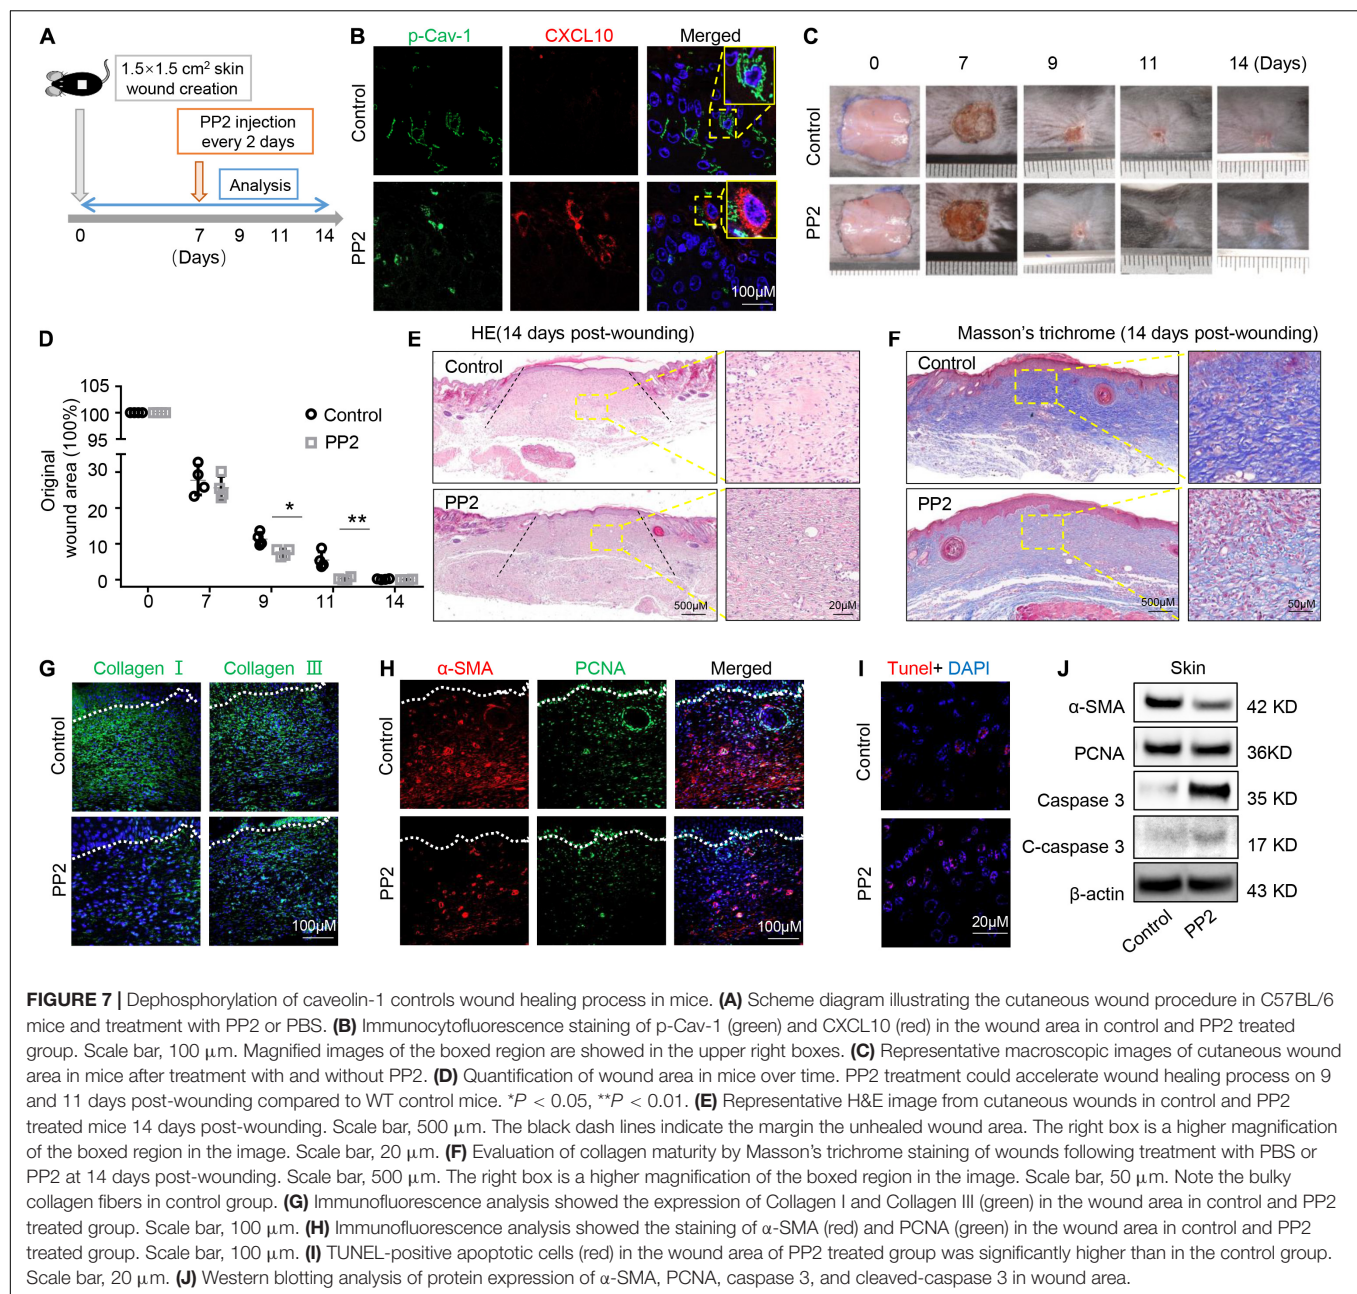 A
1.5×1.5 cm² skin
wound creation
PP2 injection
every 2 days
Analysis
0 7 9 11 14
(Days)
B
p-Cav-1 CXCL10 Merged
Control
PP2
100μM
C
0 7 9 11 14 (Days)
Control
PP2
D
Original
wound area (100%)
105
100
95
30
20
10
0
0 7 9 11 14
Control
PP2
*
**
E
HE(14 days post-wounding)
Control
PP2
500μM
20μM
F
Masson's trichrome (14 days post-wounding)
Control
PP2
500μM
50μM
G
Collagen Ⅰ Collagen Ⅲ
Control
PP2
100μM
H
α-SMA PCNA Merged
Control
PP2
100μM
I
Tunel+ DAPI
Control
PP2
20μM
J
Skin
α-SMA 42 KD
PCNA 36KD
Caspase 3 35 KD
C-caspase 3 17 KD
β-actin 43 KD
Control PP2
FIGURE 7 | Dephosphorylation of caveolin-1 controls wound healing process in mice. (A) Scheme diagram illustrating the cutaneous wound procedure in C57BL/6
mice and treatment with PP2 or PBS. (B) Immunocytofluorescence staining of p-Cav-1 (green) and CXCL10 (red) in the wound area in control and PP2 treated
group. Scale bar, 100 μm. Magnified images of the boxed region are showed in the upper right boxes. (C) Representative macroscopic images of cutaneous wound
area in mice after treatment with and without PP2. (D) Quantification of wound area in mice over time. PP2 treatment could accelerate wound healing process on 9
and 11 days post-wounding compared to WT control mice. *P < 0.05, **P < 0.01. (E) Representative H&E image from cutaneous wounds in control and PP2
treated mice 14 days post-wounding. Scale bar, 500 μm. The black dash lines indicate the margin the unhealed wound area. The right box is a higher magnification
of the boxed region in the image. Scale bar, 20 μm. (F) Evaluation of collagen maturity by Masson's trichrome staining of wounds following treatment with PBS or
PP2 at 14 days post-wounding. Scale bar, 500 μm. The right box is a higher magnification of the boxed region in the image. Scale bar, 50 μm. Note the bulky
collagen fibers in control group. (G) Immunofluorescence analysis showed the expression of Collagen I and Collagen III (green) in the wound area in control and PP2
treated group. Scale bar, 100 μm. (H) Immunofluorescence analysis showed the staining of α-SMA (red) and PCNA (green) in the wound area in control and PP2
treated group. Scale bar, 100 μm. (I) TUNEL-positive apoptotic cells (red) in the wound area of PP2 treated group was significantly higher than in the control group.
Scale bar, 20 μm. (J) Western blotting analysis of protein expression of α-SMA, PCNA, caspase 3, and cleaved-caspase 3 in wound area.